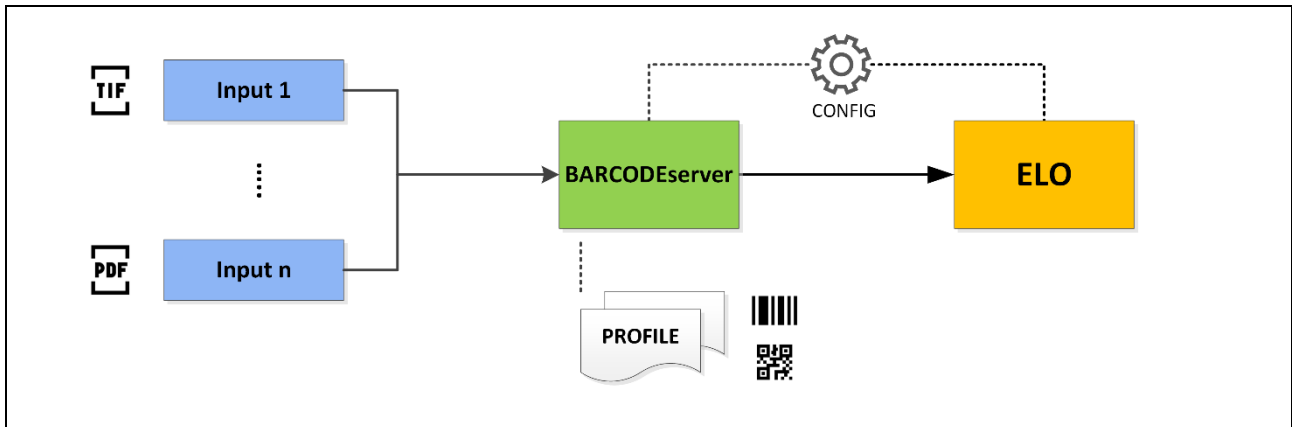 TIF
Input 1
CONFIG
BARCODEserver
ELO
PDF
Input n
PROFILE